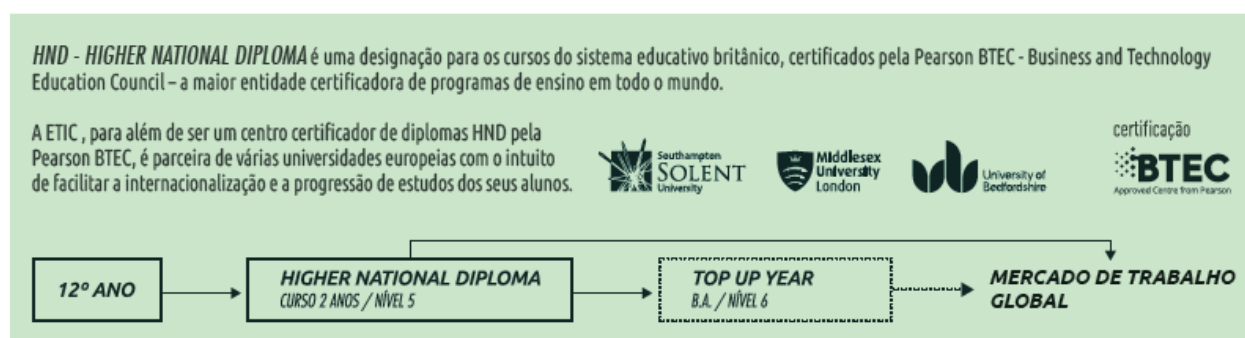 HND - HIGHER NATIONAL DIPLOMA é uma designação para os cursos do sistema educativo britânico, certificados pela Pearson BTEC - Business and Technology
Education Council – a maior entidade certificadora de programas de ensino em todo o mundo.
A ETIC , para além de ser um centro certificador de diplomas HND pela
Pearson BTEC, é parceira de várias universidades europeias com o intuito
de facilitar a internacionalização e a progressão de estudos dos seus alunos.
Southampton
SOLENT
University
Middlesex
University
London
University of
Bedfordshire
certificação
BTEC
Approved Centre from Pearson
12º ANO
HIGHER NATIONAL DIPLOMA
CURSO 2 ANOS / NÍVEL 5
TOP UP YEAR
B.A. / NÍVEL 6
MERCADO DE TRABALHO
GLOBAL